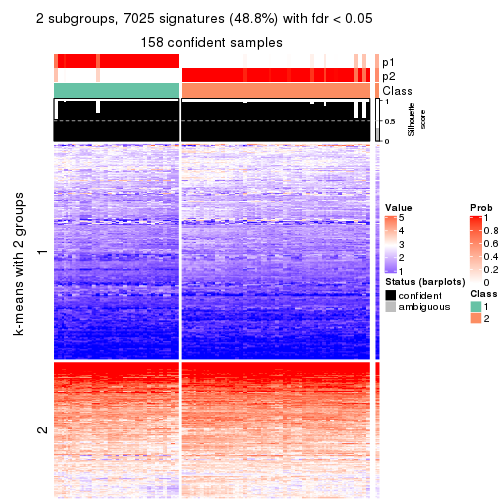 2 subgroups, 7025 signatures (48.8%) with fdr < 0.05
158 confident samples
p1
p2
Class
1
0.5
0
Silhouette
score
k-means with 2 groups
1
2
Value
5
4
3
2
1
Status (barplots)
confident
ambiguous
Prob
1
0.8
0.6
0.4
0.2
0
Class
1
2